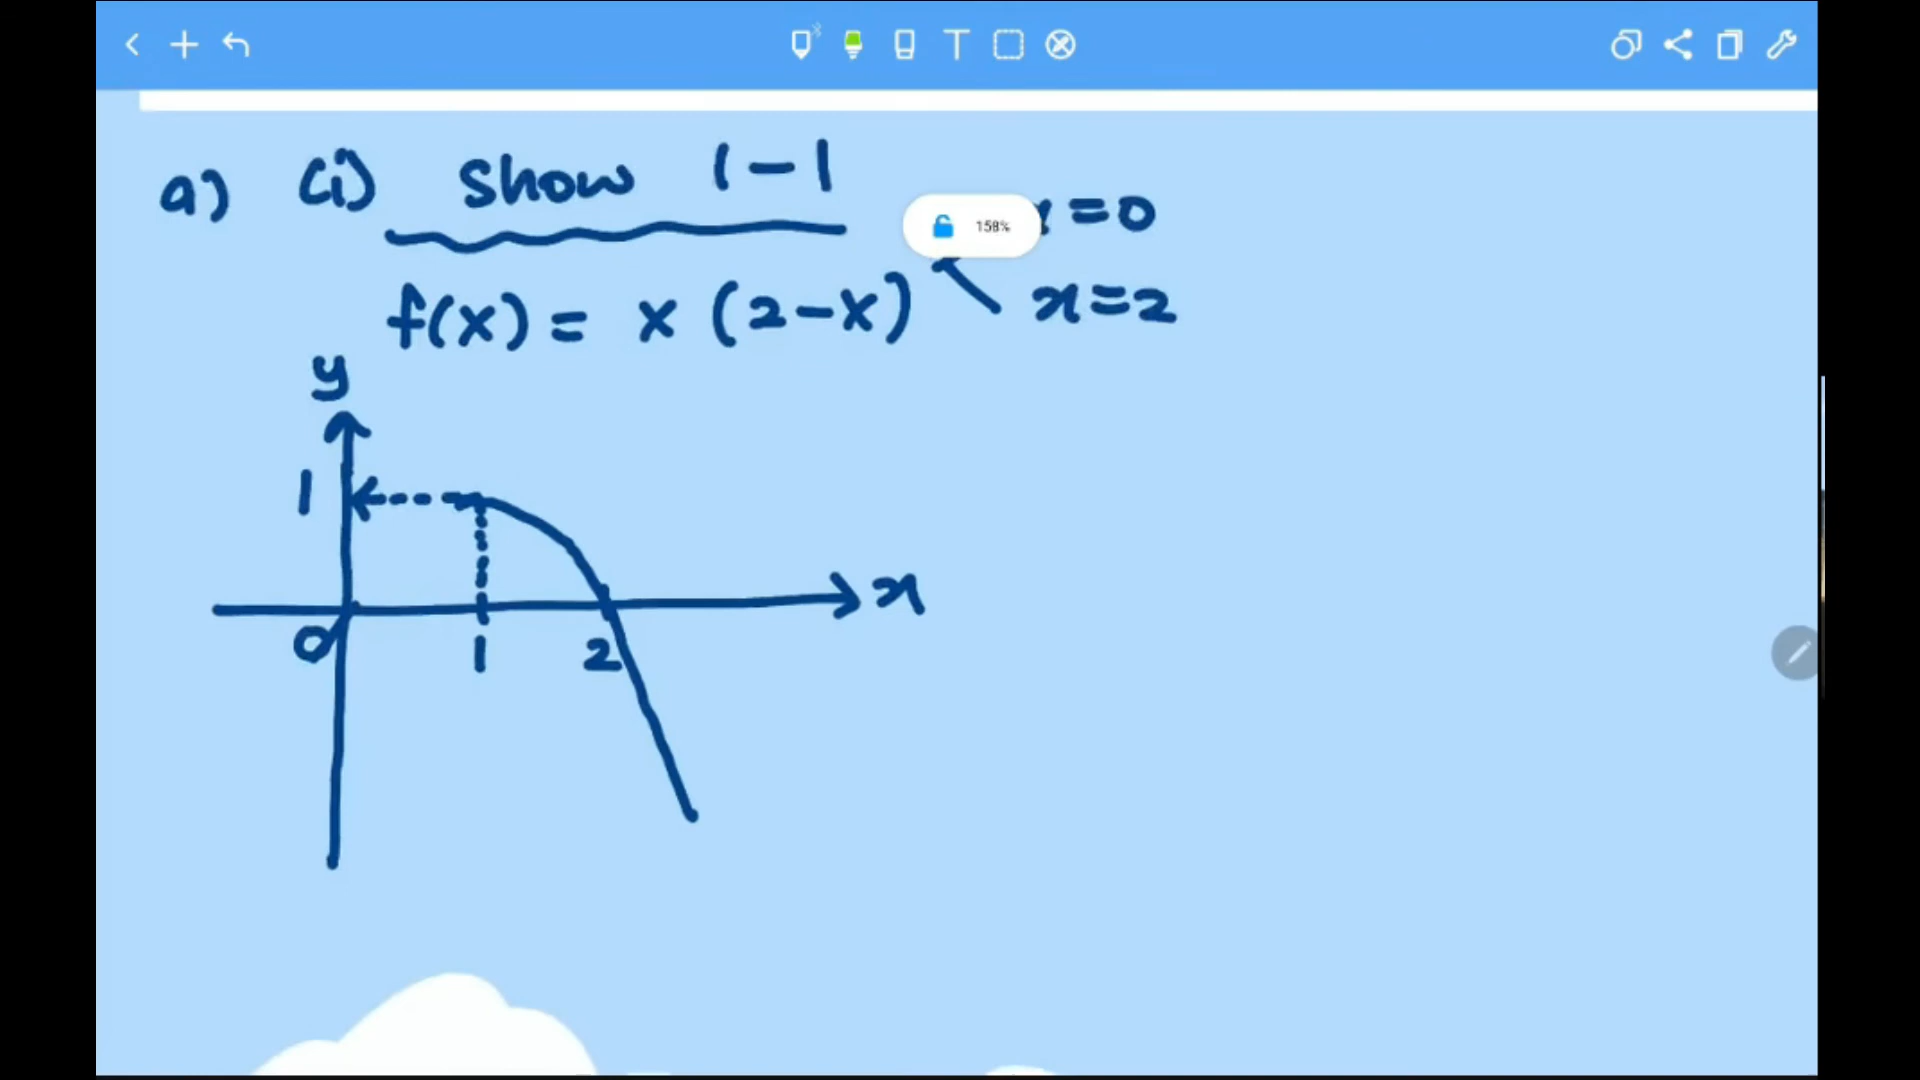 a) (i) Show 1-1
158% =0
f(x) = x (2-x) x=2
y
1
x
0 1 2